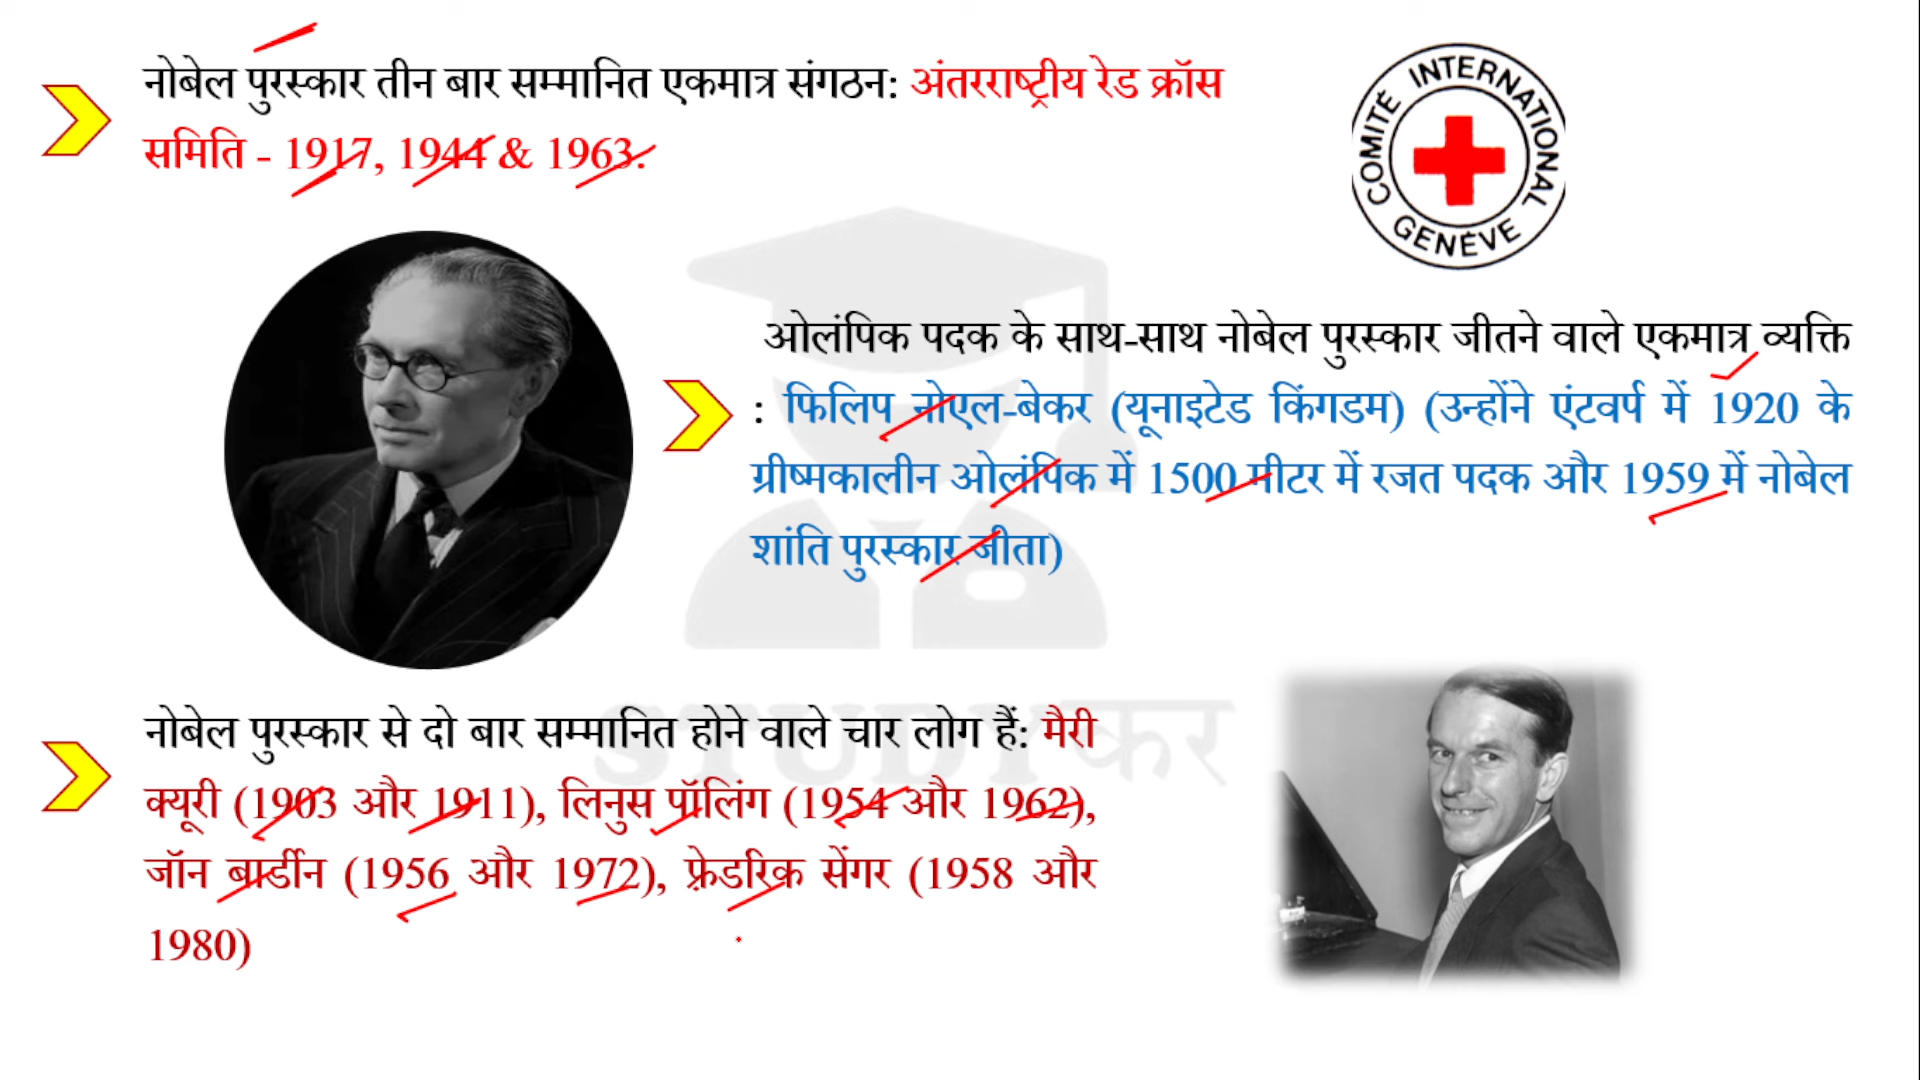 नोबेल पुरस्कार तीन बार सम्मानित एकमात्र संगठन: अंतरराष्ट्रीय रेड क्रॉस
समिति - 1917, 1944 & 1963.
COMITÉ INTERNATIONAL GENÈVE
ओलंपिक पदक के साथ-साथ नोबेल पुरस्कार जीतने वाले एकमात्र व्यक्ति
: फिलिप नोएल-बेकर (यूनाइटेड किंगडम) (उन्होंने एंटवर्प में 1920 के
ग्रीष्मकालीन ओलंपिक में 1500 मीटर में रजत पदक और 1959 में नोबेल
शांति पुरस्कार जीता)
नोबेल पुरस्कार से दो बार सम्मानित होने वाले चार लोग हैं: मैरी
क्यूरी (1903 और 1911), लिनुस पॉलिंग (1954 और 1962),
जॉन बार्डीन (1956 और 1972), फ्रेडरिक सेंगर (1958 और
1980)
STUDYकर